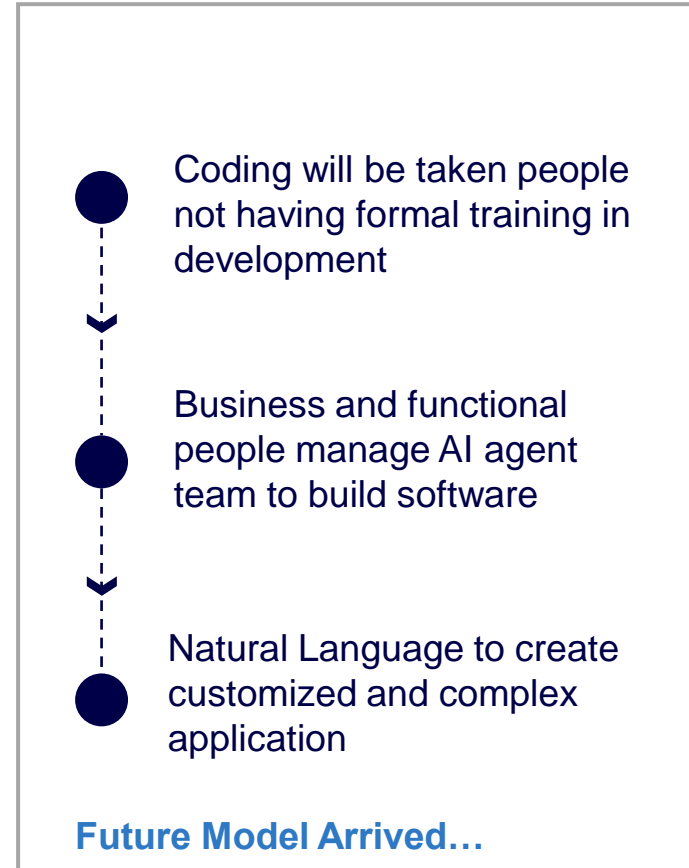 Coding will be taken people
not having formal training in
development
Business and functional
people manage AI agent
team to build software
Natural Language to create
customized and complex
application
Future Model Arrived…